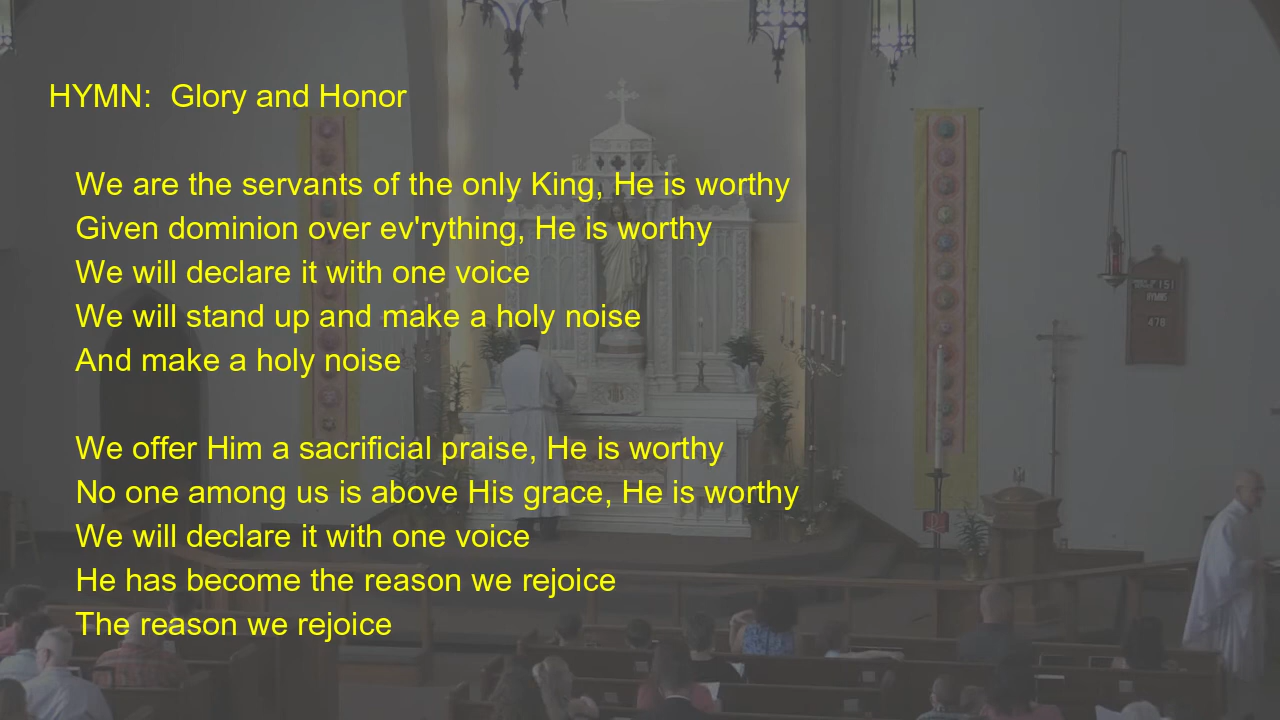 HYMN:  Glory and Honor
We are the servants of the only King, He is worthy
Given dominion over ev'rything, He is worthy
We will declare it with one voice
We will stand up and make a holy noise
And make a holy noise
We offer Him a sacrificial praise, He is worthy
No one among us is above His grace, He is worthy
We will declare it with one voice
He has become the reason we rejoice
The reason we rejoice
151
HYMNS
478